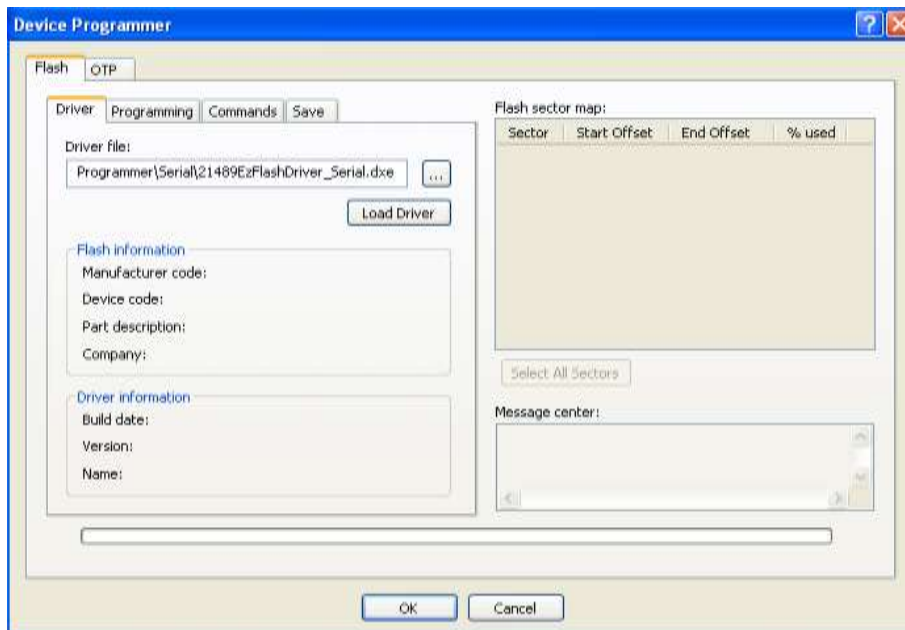 Device Programmer
Flash OTP
Driver Programming Commands Save
Driver file:
Programmer\Serial\21489EzFlashDriver_Serial.dxe ...
Load Driver
Flash information
Manufacturer code:
Device code:
Part description:
Company:
Driver information
Build date:
Version:
Name:
Flash sector map:
Sector Start Offset End Offset % used
Select All Sectors
Message center:
OK Cancel